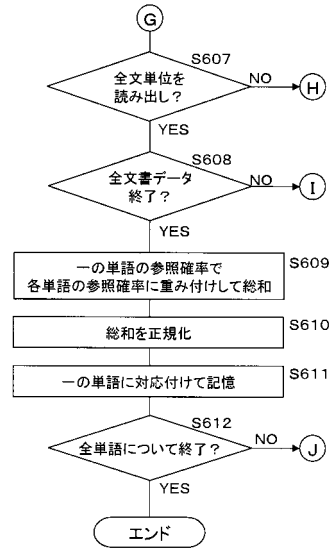 G
S607
全文単位を
読み出し?
NO
H
YES
S608
全文書データ
終了?
NO
I
YES
S609
一の単語の参照確率で
各単語の参照確率に重み付けして総和
S610
総和を正規化
S611
一の単語に対応付けて記憶
S612
全単語について終了?
NO
J
YES
エンド